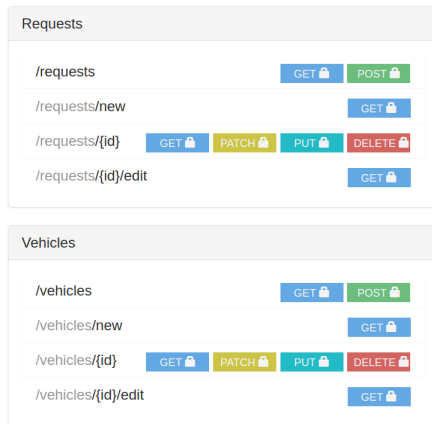 Requests
/requests GET POST
/requests/new GET
/requests/{id} GET PATCH PUT DELETE
/requests/{id}/edit GET
Vehicles
/vehicles GET POST
/vehicles/new GET
/vehicles/{id} GET PATCH PUT DELETE
/vehicles/{id}/edit GET